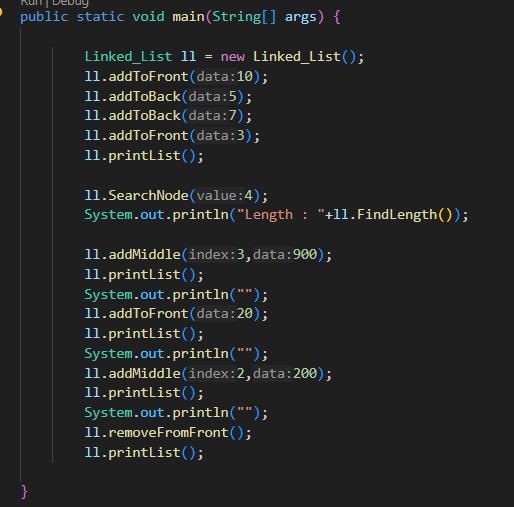 Run | Debug
public static void main(String[] args) {
Linked_List ll = new Linked_List();
ll.addToFront(data:10);
ll.addToBack(data:5);
ll.addToBack(data:7);
ll.addToFront(data:3);
ll.printList();
ll.SearchNode(value:4);
System.out.println("Length : "+ll.FindLength());
ll.addMiddle(index:3,data:900);
ll.printList();
System.out.println("");
ll.addToFront(data:20);
ll.printList();
System.out.println("");
ll.addMiddle(index:2,data:200);
ll.printList();
System.out.println("");
ll.removeFromFront();
ll.printList();
}